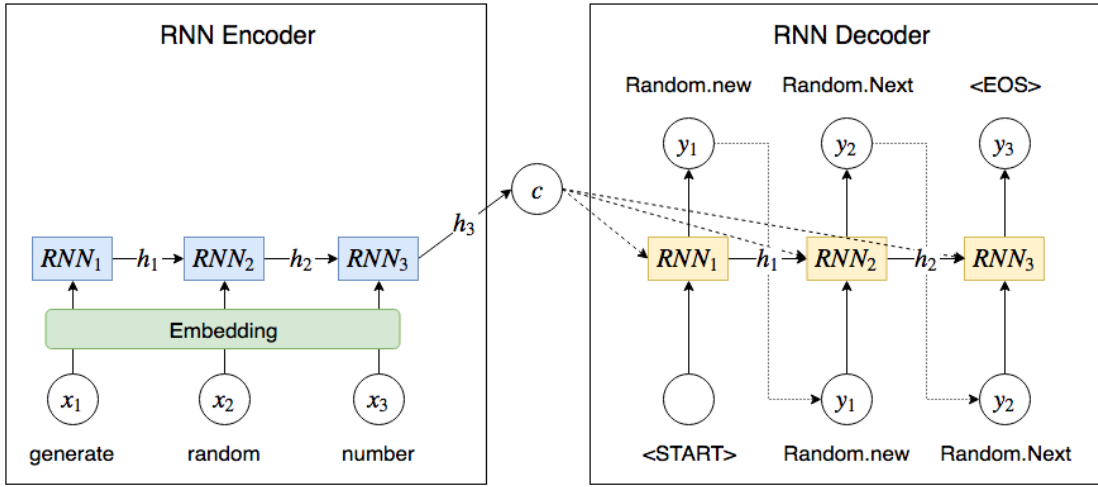 RNN Encoder
RNN₁ h₁ RNN₂ h₂ RNN₃ h₃
Embedding
x₁ x₂ x₃
generate random number
c
RNN Decoder
Random.new Random.Next <EOS>
y₁ y₂ y₃
RNN₁ h₁ RNN₂ h₂ RNN₃
y₁ y₂
<START> Random.new Random.Next